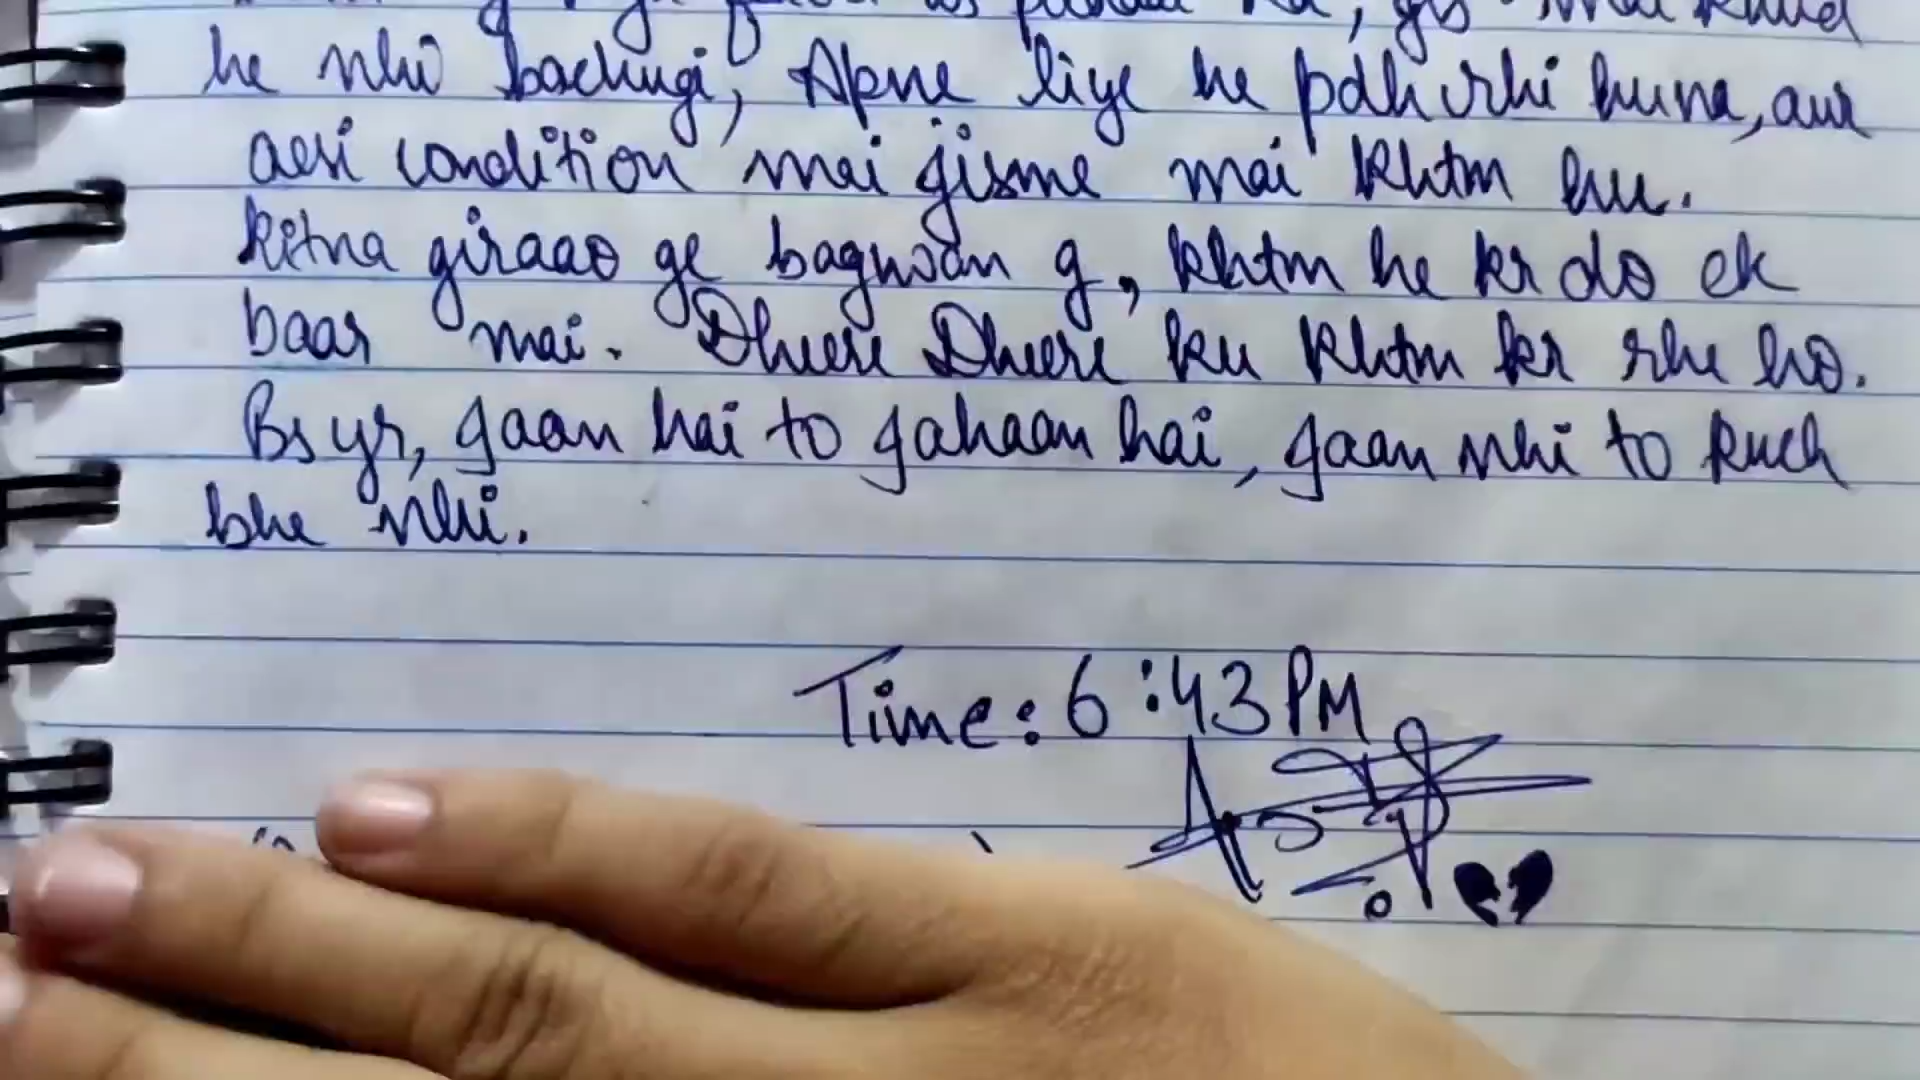 he nhi bachugi, Apne liye he pdh rhi huna, aur
aesi condition mai jisme mai khtm hu.
kitna giraao ge bagwan g, khtm he kr do ek
baar mai. Dheere Dheere ku khtm kr rhe ho.
Bs yr, jaan hai to jahaan hai, jaan nhi to kuch
bhe nhi.
Time: 6:43 PM